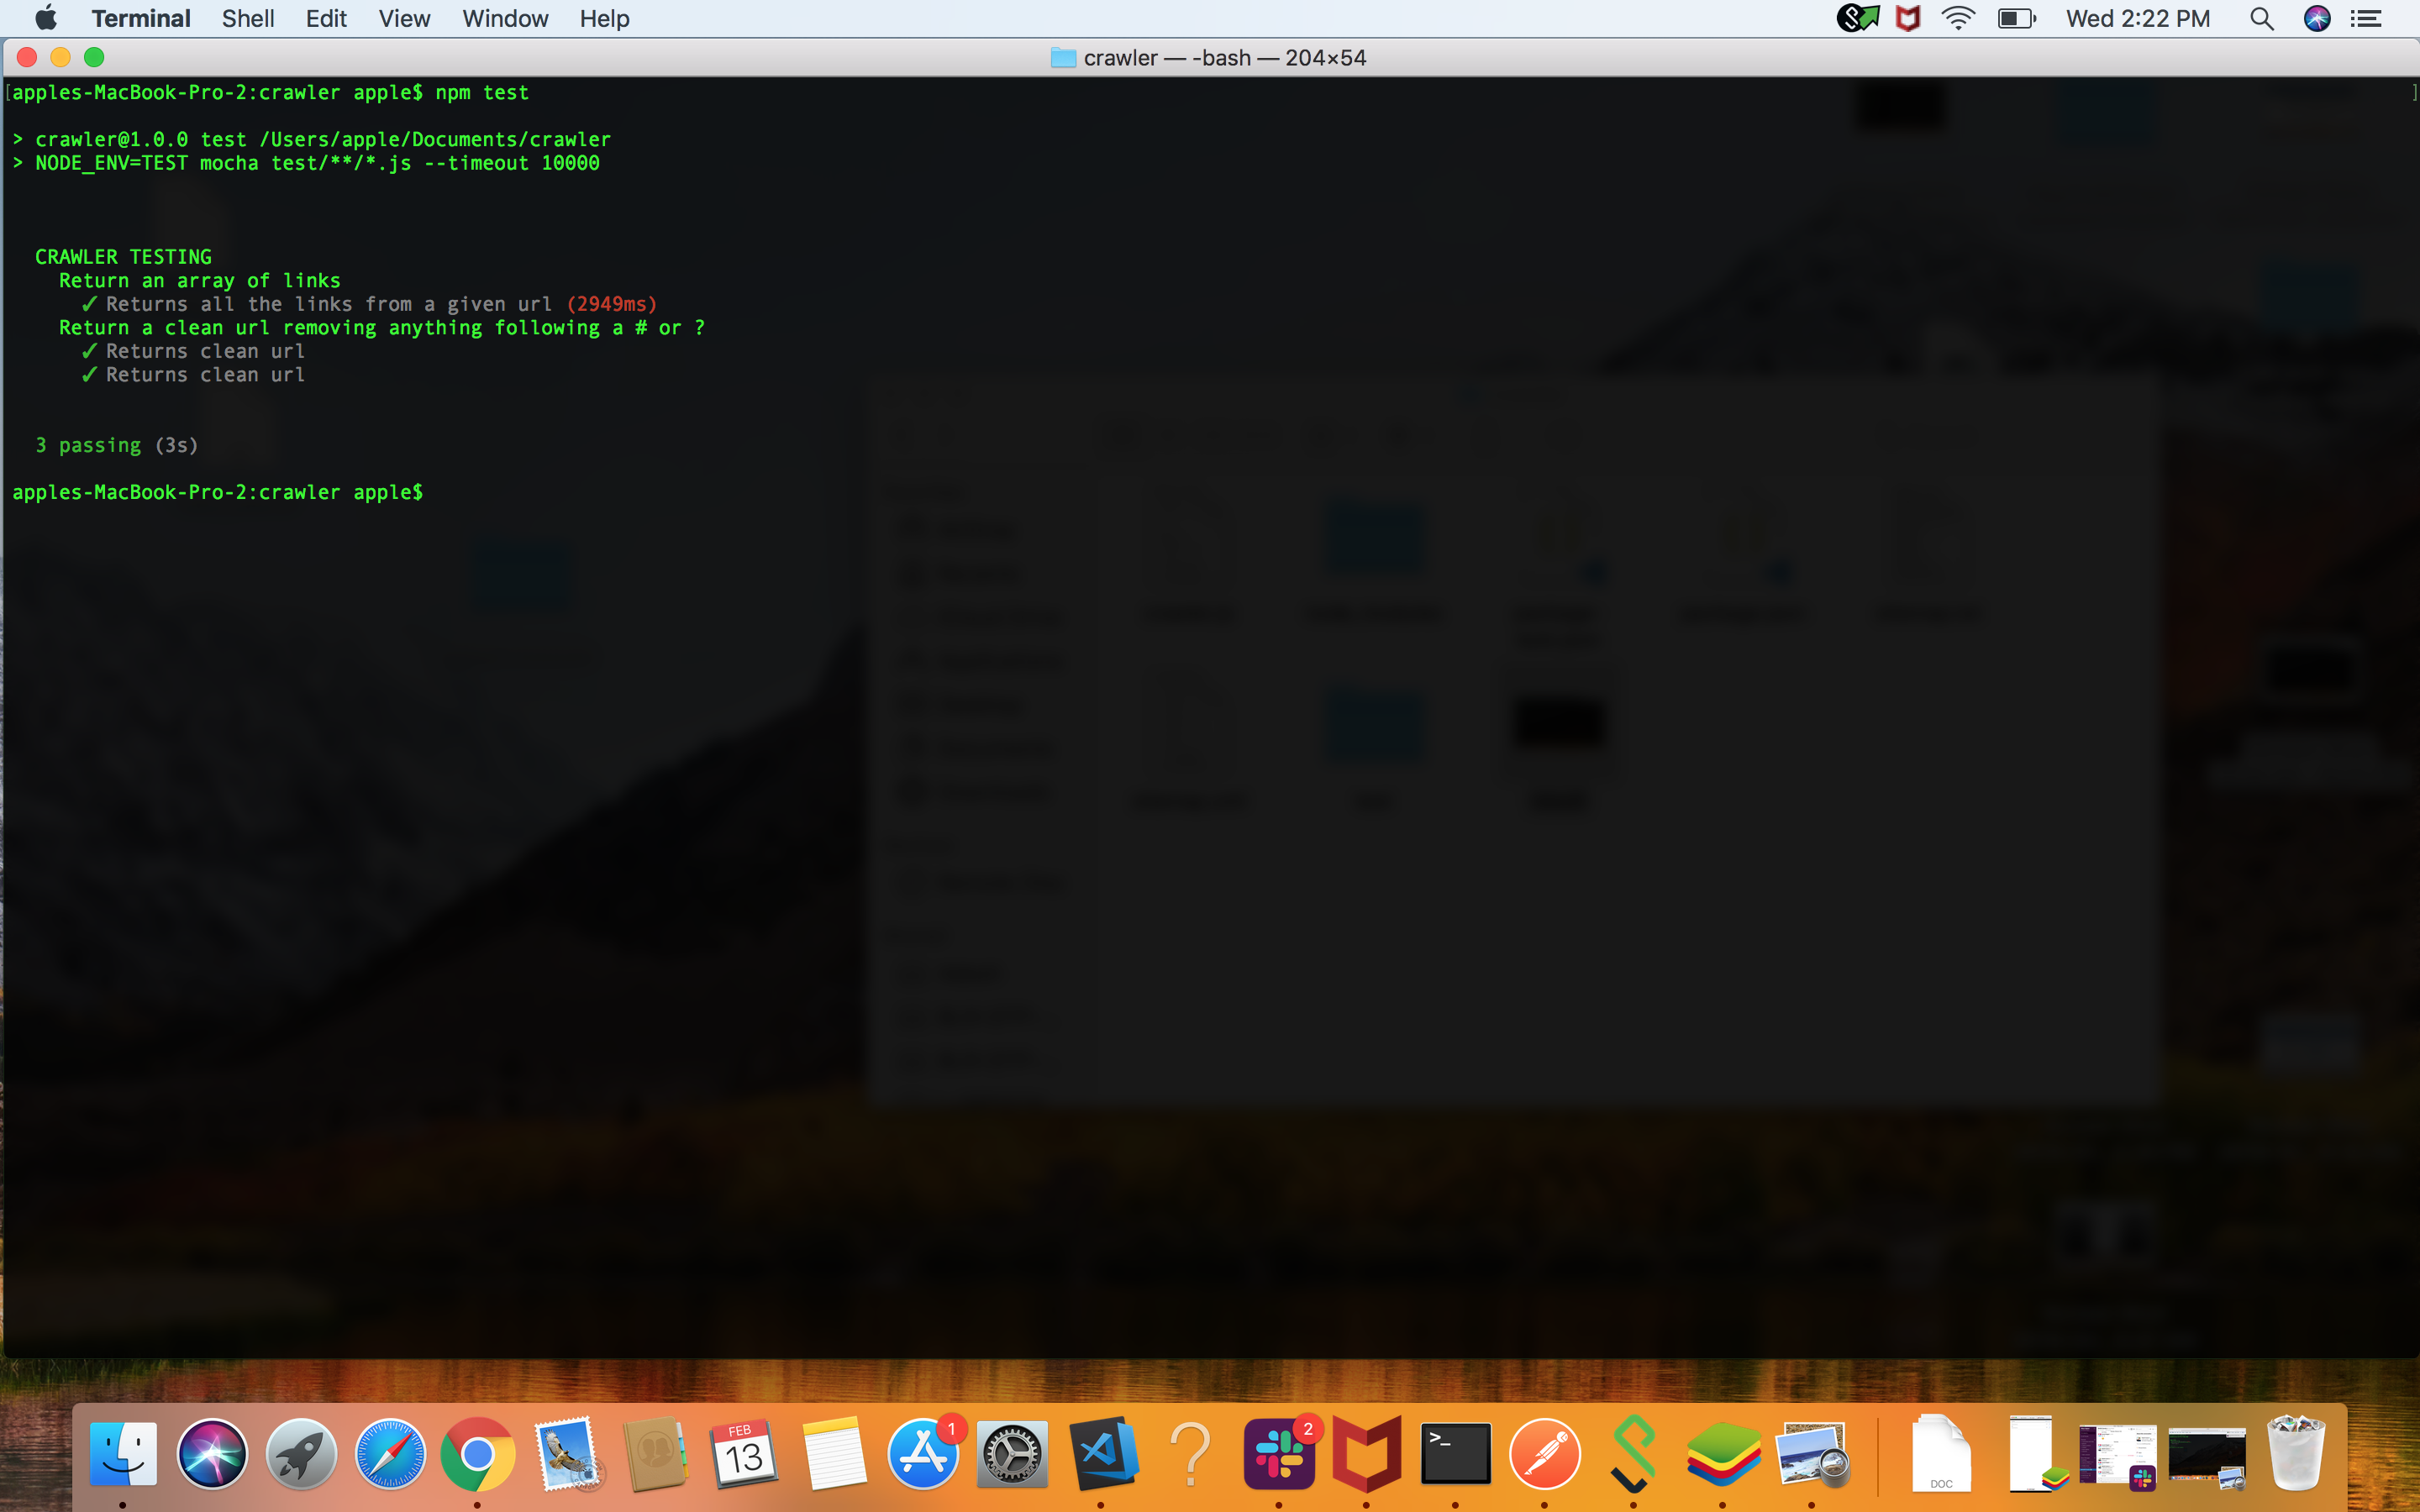 Terminal Shell Edit View Window Help Wed 2:22 PM
crawler — -bash — 204×54
[apples-MacBook-Pro-2:crawler apple$ npm test ]
> crawler@1.0.0 test /Users/apple/Documents/crawler
> NODE_ENV=TEST mocha test/**/*.js --timeout 10000
CRAWLER TESTING
Return an array of links
✓ Returns all the links from a given url (2949ms)
Return a clean url removing anything following a # or ?
✓ Returns clean url
✓ Returns clean url
3 passing (3s)
apples-MacBook-Pro-2:crawler apple$
FEB
13
1
2
>_
DOC